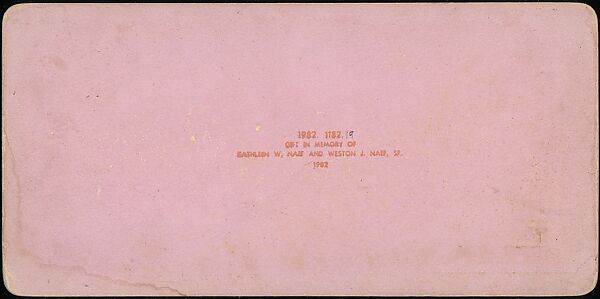 1982. 1182.19
GIFT IN MEMORY OF
KATHLEEN W. NAEF AND WESTON J. NAEF, SR.
1982